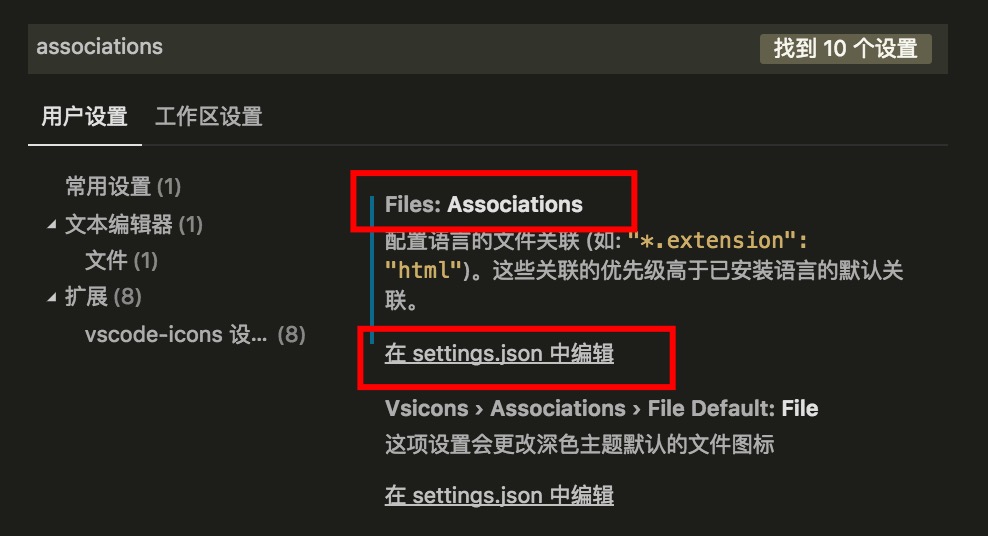 associations
找到 10 个设置
用户设置
工作区设置
常用设置 (1)
文本编辑器 (1)
文件 (1)
扩展 (8)
vscode-icons 设... (8)
Files: Associations
配置语言的文件关联 (如: "*.extension":
"html")。这些关联的优先级高于已安装语言的默认关
联。
在 settings.json 中编辑
Vsicons › Associations › File Default: File
这项设置会更改深色主题默认的文件图标
在 settings.json 中编辑